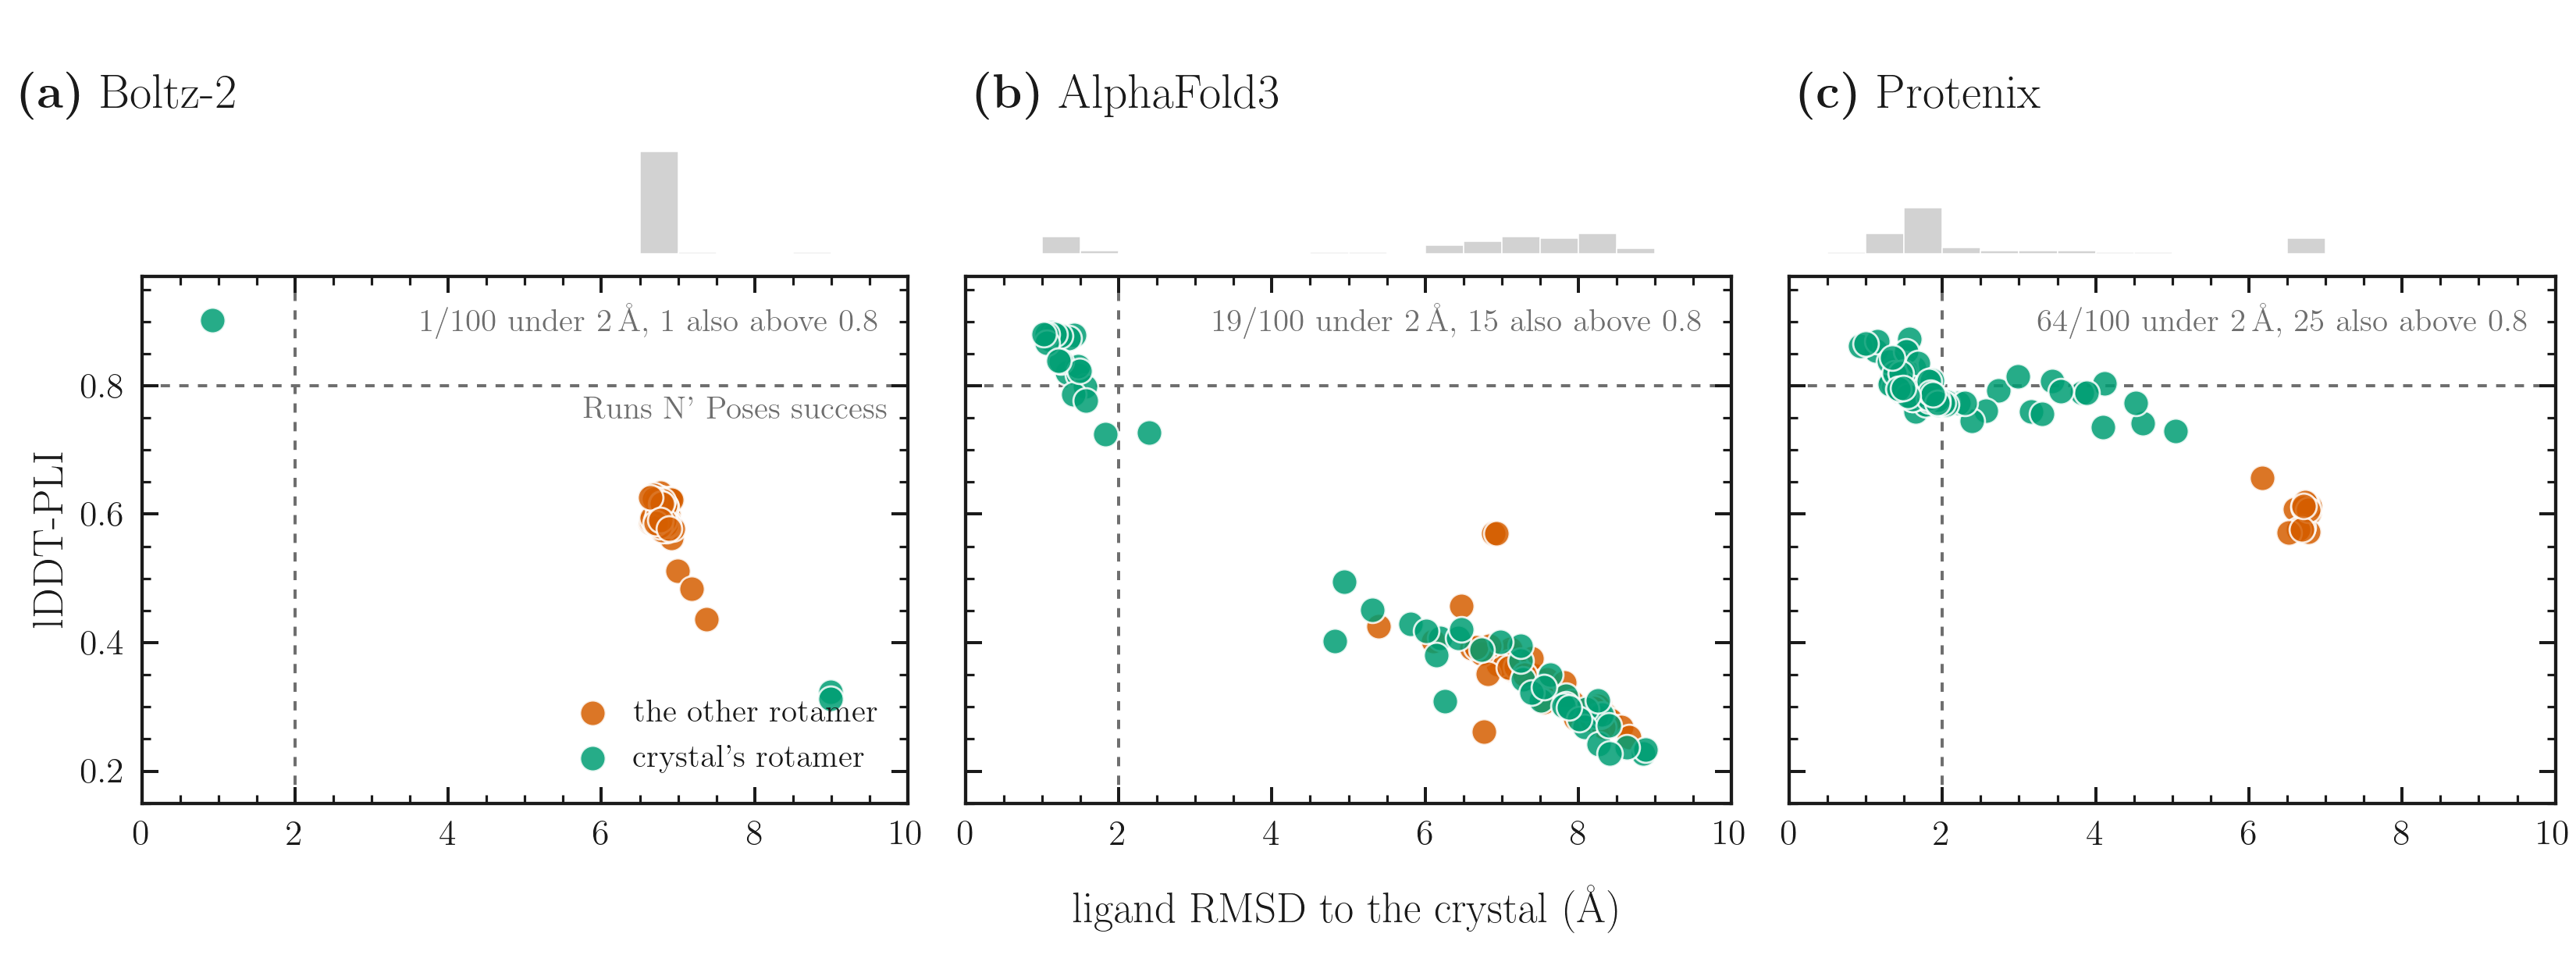 (a) Boltz-2
(b) AlphaFold3
(c) Protenix
1/100 under 2 Å, 1 also above 0.8
19/100 under 2 Å, 15 also above 0.8
64/100 under 2 Å, 25 also above 0.8
Runs N' Poses success
the other rotamer
crystal's rotamer
lDDT-PLI
0.8
0.6
0.4
0.2
0 2 4 6 8 10
0 2 4 6 8 10
0 2 4 6 8 10
ligand RMSD to the crystal (Å)